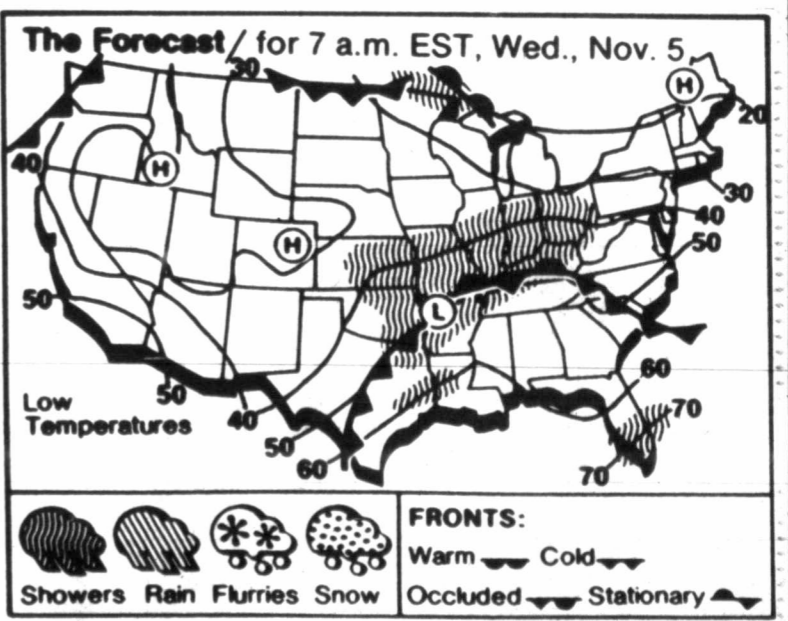 The Forecast / for 7 a.m. EST, Wed., Nov. 5
30
H
20
40
H
30
40
H
50
50
L
60
50
40
70
50
60
70
Low
Temperatures
FRONTS:
Warm Cold
Showers Rain Flurries Snow
Occluded Stationary